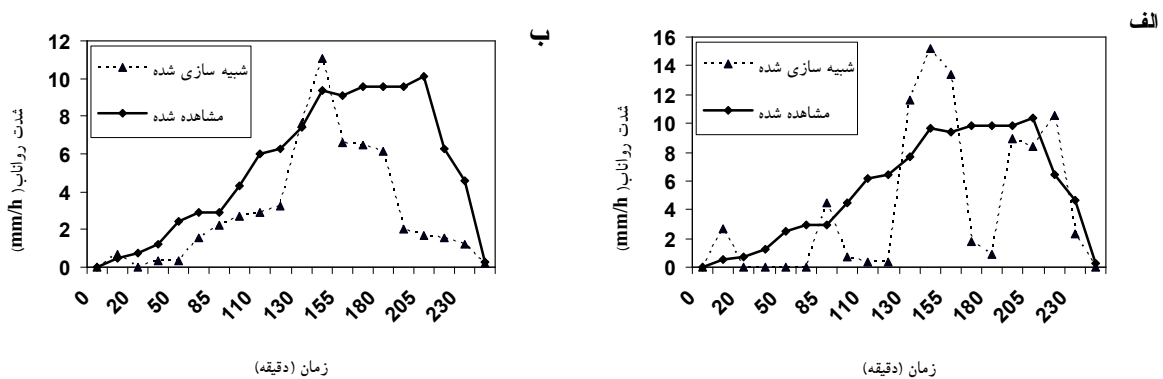 الف
16
14
12
10
8
6
4
2
0
شدت رواناب (mm/h)
شبیه سازی شده
مشاهده شده
0 20 50 85 110 130 155 180 205 230
زمان (دقیقه)
ب
12
10
8
6
4
2
0
شدت رواناب (mm/h)
شبیه سازی شده
مشاهده شده
0 20 50 85 110 130 155 180 205 230
زمان (دقیقه)